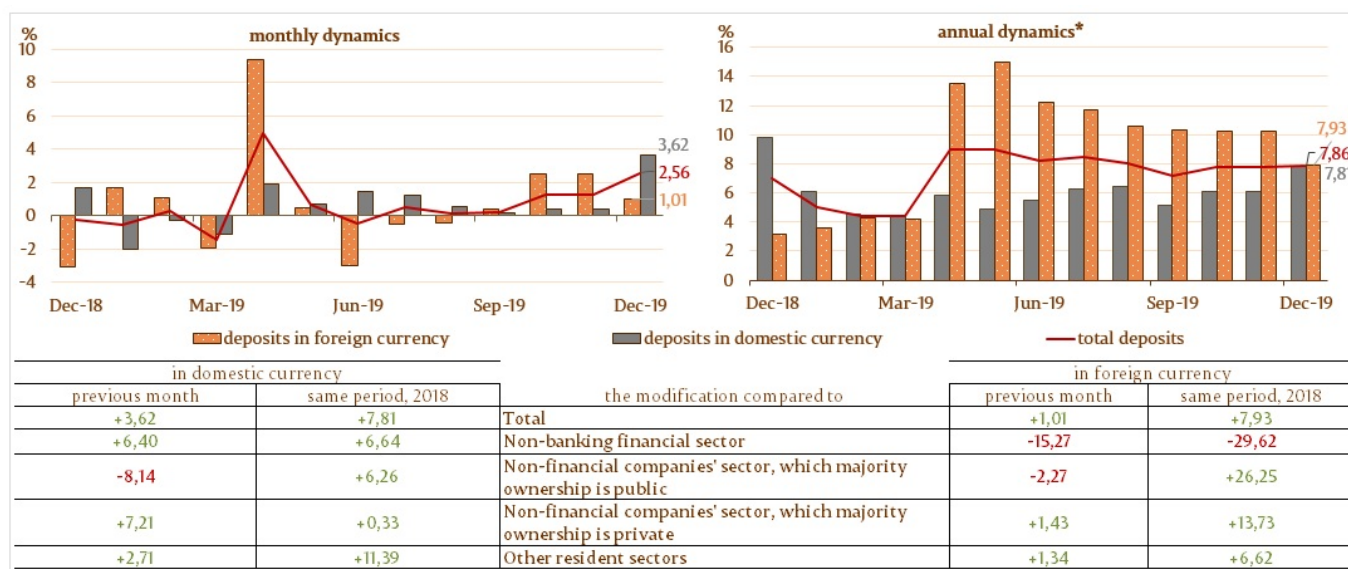 %
monthly dynamics
10
8
6
4
2
0
-2
-4
3,62
2,56
1,01
Dec-18
Mar-19
Jun-19
Sep-19
Dec-19
%
annual dynamics*
16
14
12
10
8
6
4
2
0
7,93
7,86
7,81
Dec-18
Mar-19
Jun-19
Sep-19
Dec-19
deposits in foreign currency
deposits in domestic currency
total deposits
in domestic currency
in foreign currency
previous month
same period, 2018
the modification compared to
previous month
same period, 2018
+3,62
+7,81
Total
+1,01
+7,93
+6,40
+6,64
Non-banking financial sector
-15,27
-29,62
-8,14
+6,26
Non-financial companies' sector, which majority
ownership is public
-2,27
+26,25
+7,21
+0,33
Non-financial companies' sector, which majority
ownership is private
+1,43
+13,73
+2,71
+11,39
Other resident sectors
+1,34
+6,62